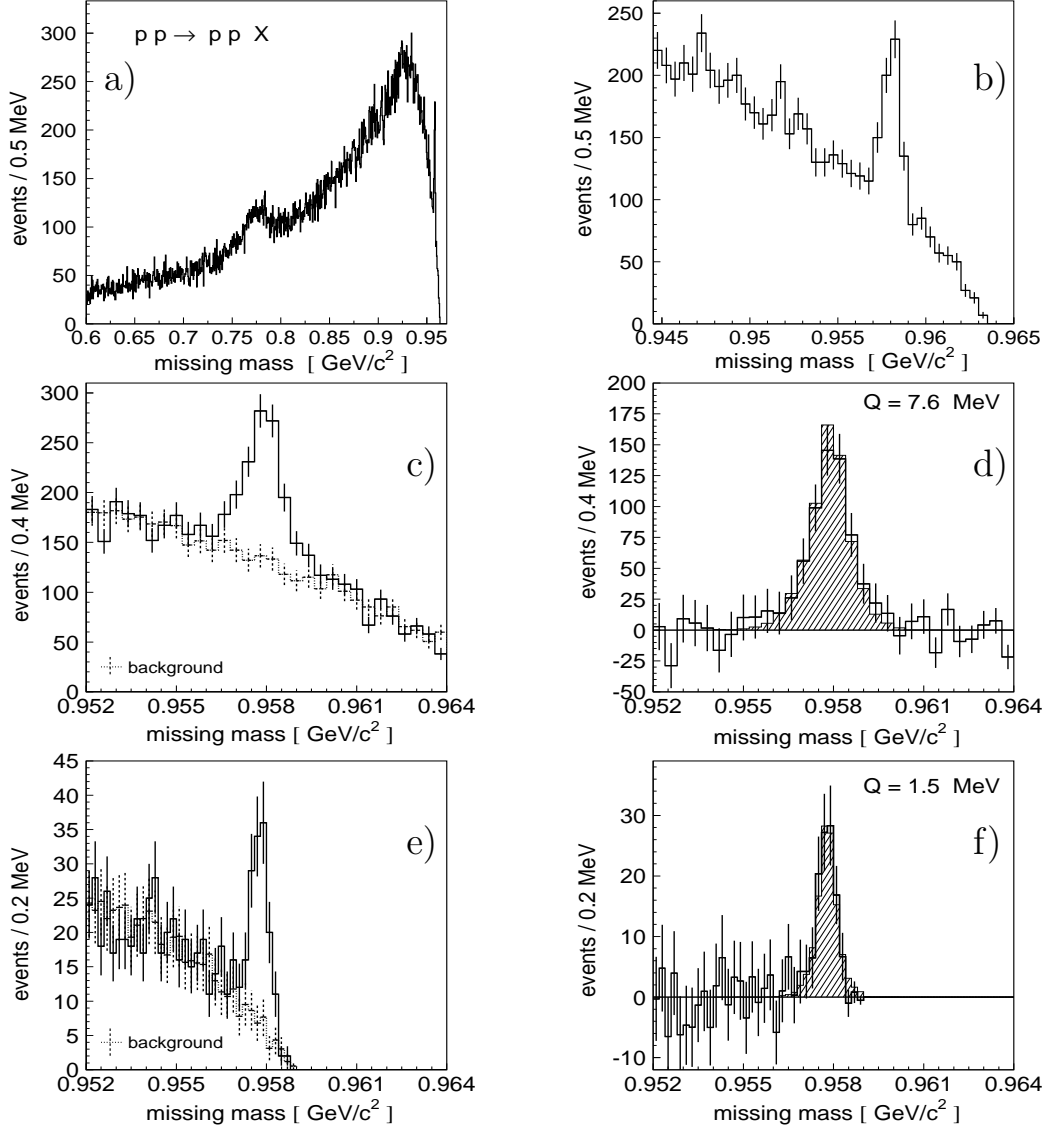 p p → p p X
a)
events / 0.5 MeV
300
250
200
150
100
50
0
0.6 0.65 0.7 0.75 0.8 0.85 0.9 0.95
missing mass [ GeV/c²]
b)
events / 0.5 MeV
250
200
150
100
50
0
0.945 0.95 0.955 0.96 0.965
missing mass [ GeV/c²]
c)
events / 0.4 MeV
300
250
200
150
100
50
0
background
0.952 0.955 0.958 0.961 0.964
missing mass [ GeV/c²]
Q = 7.6 MeV
d)
events / 0.4 MeV
200
175
150
125
100
75
50
25
0
-25
-50
0.952 0.955 0.958 0.961 0.964
missing mass [ GeV/c²]
e)
events / 0.2 MeV
45
40
35
30
25
20
15
10
5
0
background
0.952 0.955 0.958 0.961 0.964
missing mass [ GeV/c²]
Q = 1.5 MeV
f)
events / 0.2 MeV
30
20
10
0
-10
0.952 0.955 0.958 0.961 0.964
missing mass [ GeV/c²]